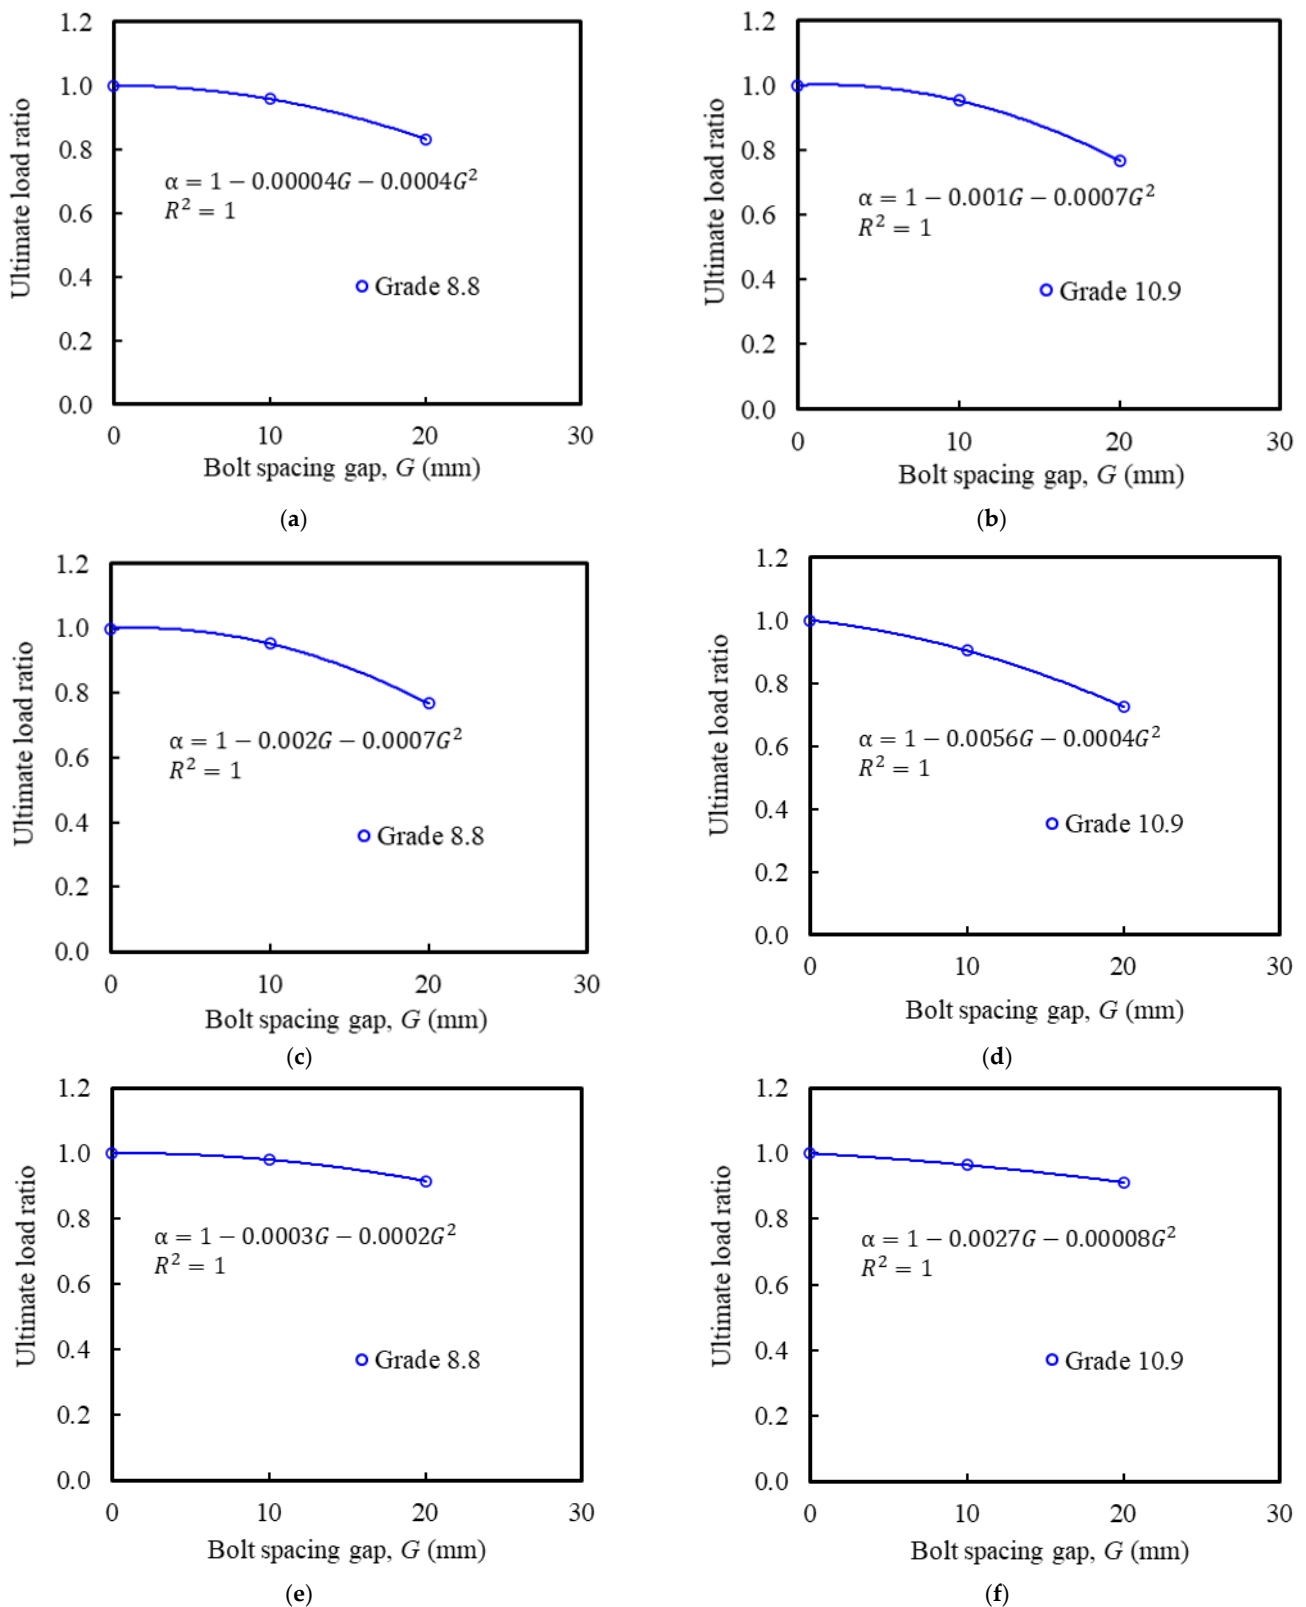 1.2
1.0
0.8
0.6
0.4
0.2
0.0
Ultimate load ratio
α = 1 − 0.00004G − 0.0004G²
R² = 1
Grade 8.8
0 10 20 30
Bolt spacing gap, G (mm)
(a)
1.2
1.0
0.8
0.6
0.4
0.2
0.0
Ultimate load ratio
α = 1 − 0.001G − 0.0007G²
R² = 1
Grade 10.9
0 10 20 30
Bolt spacing gap, G (mm)
(b)
1.2
1.0
0.8
0.6
0.4
0.2
0.0
Ultimate load ratio
α = 1 − 0.002G − 0.0007G²
R² = 1
Grade 8.8
0 10 20 30
Bolt spacing gap, G (mm)
(c)
1.2
1.0
0.8
0.6
0.4
0.2
0.0
Ultimate load ratio
α = 1 − 0.0056G − 0.0004G²
R² = 1
Grade 10.9
0 10 20 30
Bolt spacing gap, G (mm)
(d)
1.2
1.0
0.8
0.6
0.4
0.2
0.0
Ultimate load ratio
α = 1 − 0.0003G − 0.0002G²
R² = 1
Grade 8.8
0 10 20 30
Bolt spacing gap, G (mm)
(e)
1.2
1.0
0.8
0.6
0.4
0.2
0.0
Ultimate load ratio
α = 1 − 0.0027G − 0.00008G²
R² = 1
Grade 10.9
0 10 20 30
Bolt spacing gap, G (mm)
(f)